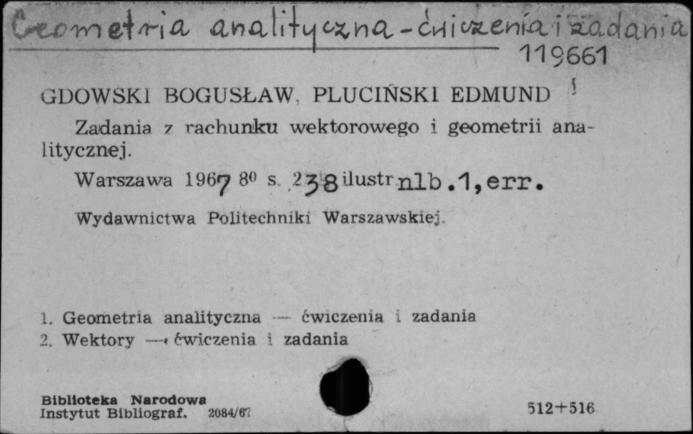 Geometria analityczna - ćwiczenia i zadania
119661
GDOWSKI BOGUSŁAW, PLUCIŃSKI EDMUND
Zadania z rachunku wektorowego i geometrii ana-
litycznej.
Warszawa 1967 8⁰ s. 238 ilustr nlb.1,err.
Wydawnictwa Politechniki Warszawskiej.
1. Geometria analityczna — ćwiczenia i zadania
2. Wektory — ćwiczenia i zadania
Biblioteka Narodowa
Instytut Bibliograf. 2084/67
512+516